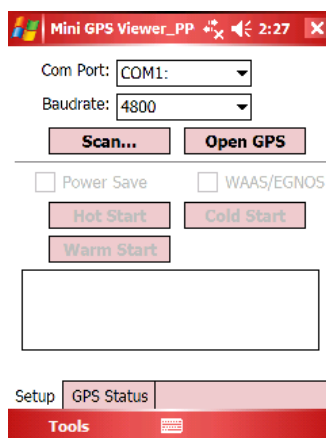 Mini GPS Viewer_PP 2:27
Com Port: COM1:
Baudrate: 4800
Scan... Open GPS
Power Save WAAS/EGNOS
Hot Start Cold Start
Warm Start
Setup GPS Status
Tools